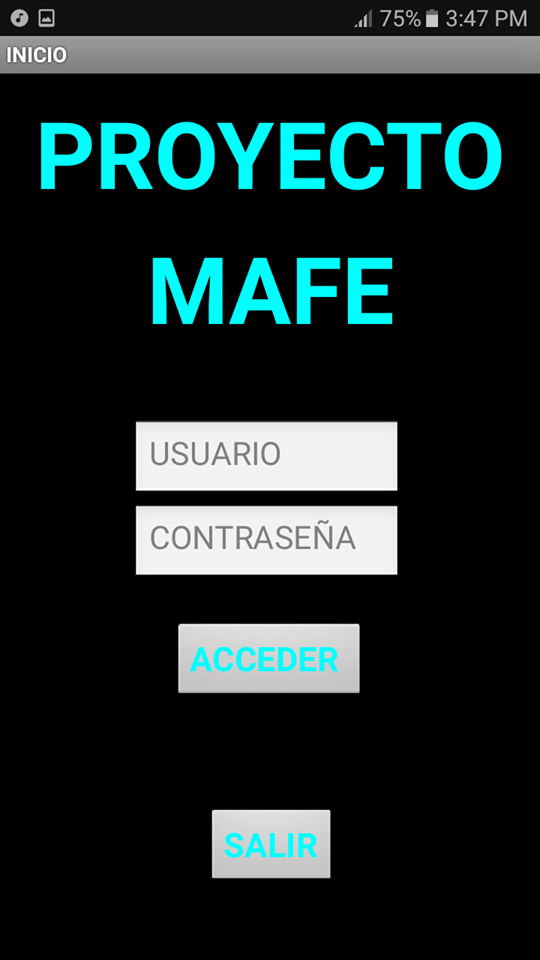 75% 3:47 PM
INICIO
PROYECTO
MAFE
USUARIO
CONTRASEÑA
ACCEDER
SALIR